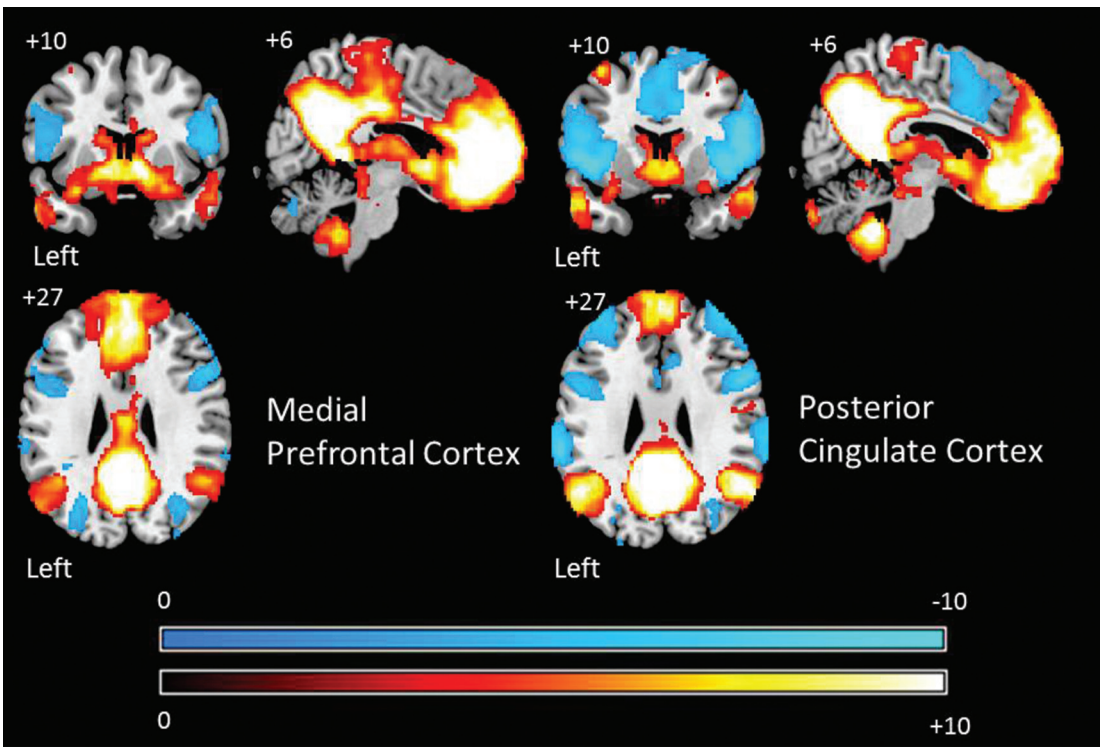 +10
+6
+10
+6
Left
Left
+27
+27
Medial
Prefrontal Cortex
Posterior
Cingulate Cortex
Left
Left
0
-10
0
+10